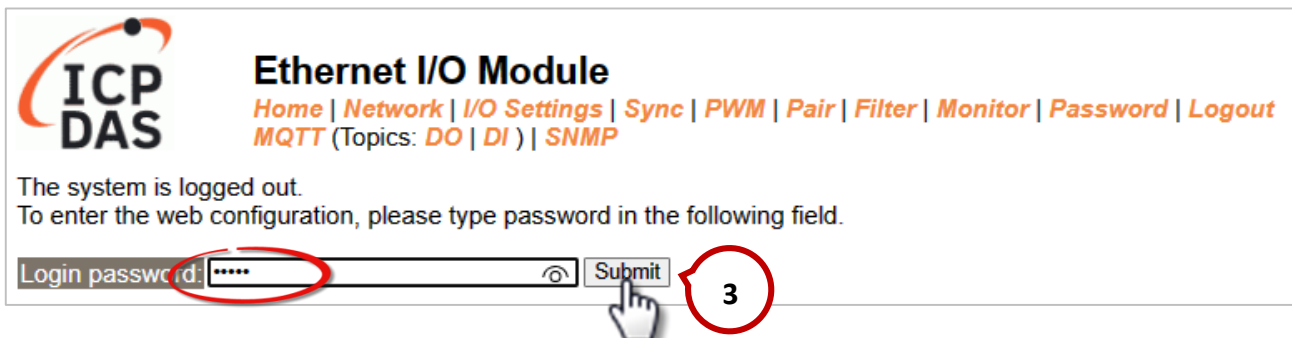 ICP
DAS
Ethernet I/O Module
Home | Network | I/O Settings | Sync | PWM | Pair | Filter | Monitor | Password | Logout
MQTT (Topics: DO | DI ) | SNMP
The system is logged out.
To enter the web configuration, please type password in the following field.
Login password: ••••• Submit
3